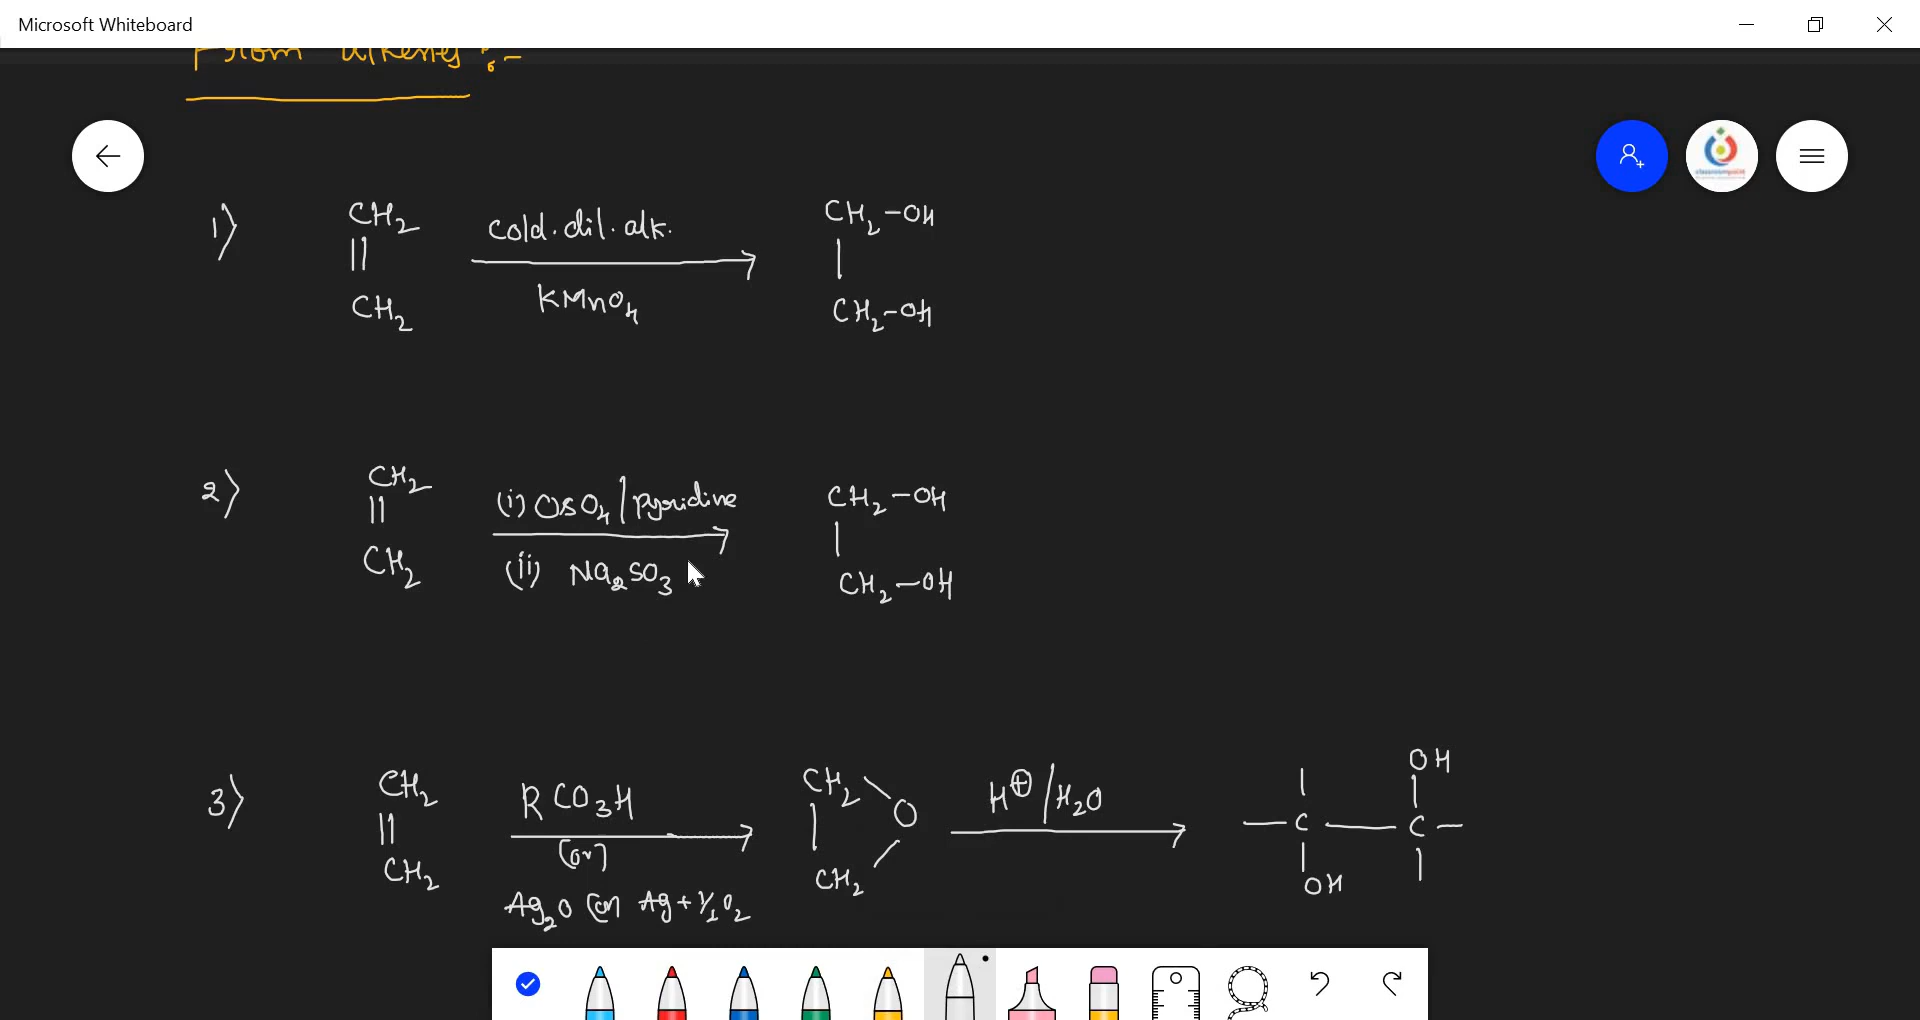 Microsoft Whiteboard
From alkenes :-
1)
CH₂
||
CH₂
cold. dil. alk.
KMnO₄
CH₂-OH
|
CH₂-OH
2)
CH₂
||
CH₂
(i) OsO₄/pyridine
(ii) Na₂SO₃
CH₂-OH
|
CH₂-OH
3)
CH₂
||
CH₂
RCO₃H
(or)
Ag₂O (or) Ag +
O₂
CH₂
O
CH₂
H⊕/H₂O
OH
-C-C-
OH